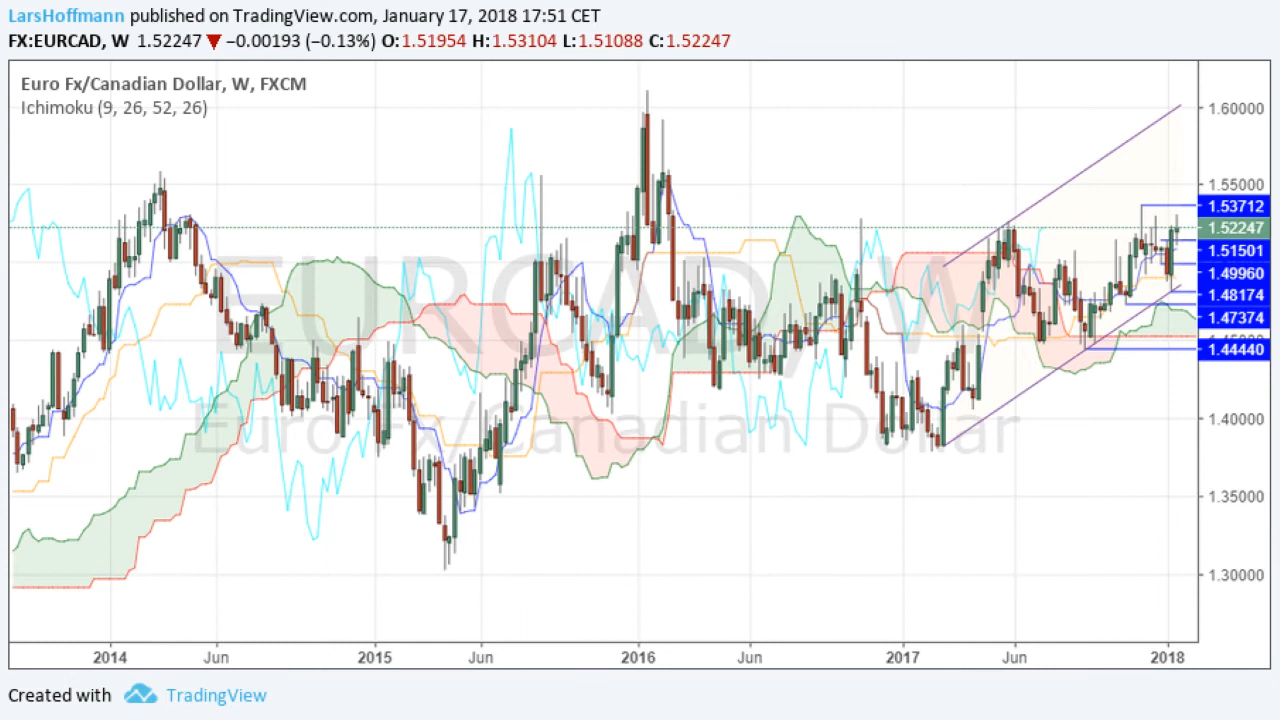 LarsHoffmann published on TradingView.com, January 17, 2018 17:51 CET
FX:EURCAD, W 1.52247 ▼ −0.00193 (−0.13%) O:1.51954 H:1.53104 L:1.51088 C:1.52247
Euro Fx/Canadian Dollar, W, FXCM
Ichimoku (9, 26, 52, 26)
EURCAD, W
Euro Fx/Canadian Dollar
1.60000
1.55000
1.53712
1.52247
1.51501
1.49960
1.48174
1.47374
1.44440
1.40000
1.35000
1.30000
2014 Jun 2015 Jun 2016 Jun 2017 Jun 2018
Created with TradingView